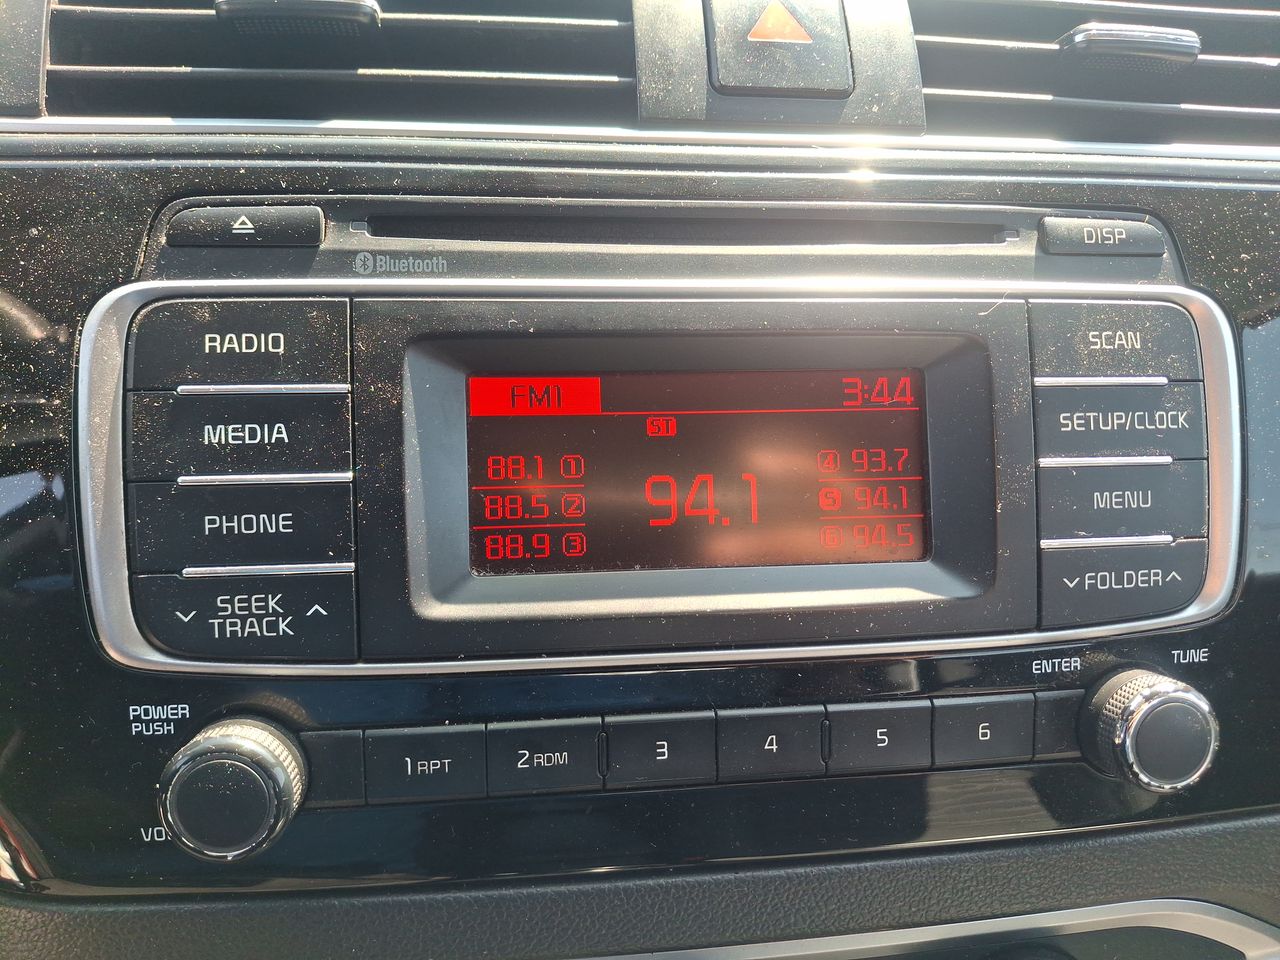 DISP
Bluetooth
RADIO
MEDIA
PHONE
SEEK
TRACK
FM1
3:44
ST
88.1 1
88.5 2
88.9 3
94.1
4 93.7
5 94.1
6 94.5
SCAN
SETUP/CLOCK
MENU
FOLDER
POWER
PUSH
VO
1 RPT
2 RDM
3
4
5
6
ENTER
TUNE